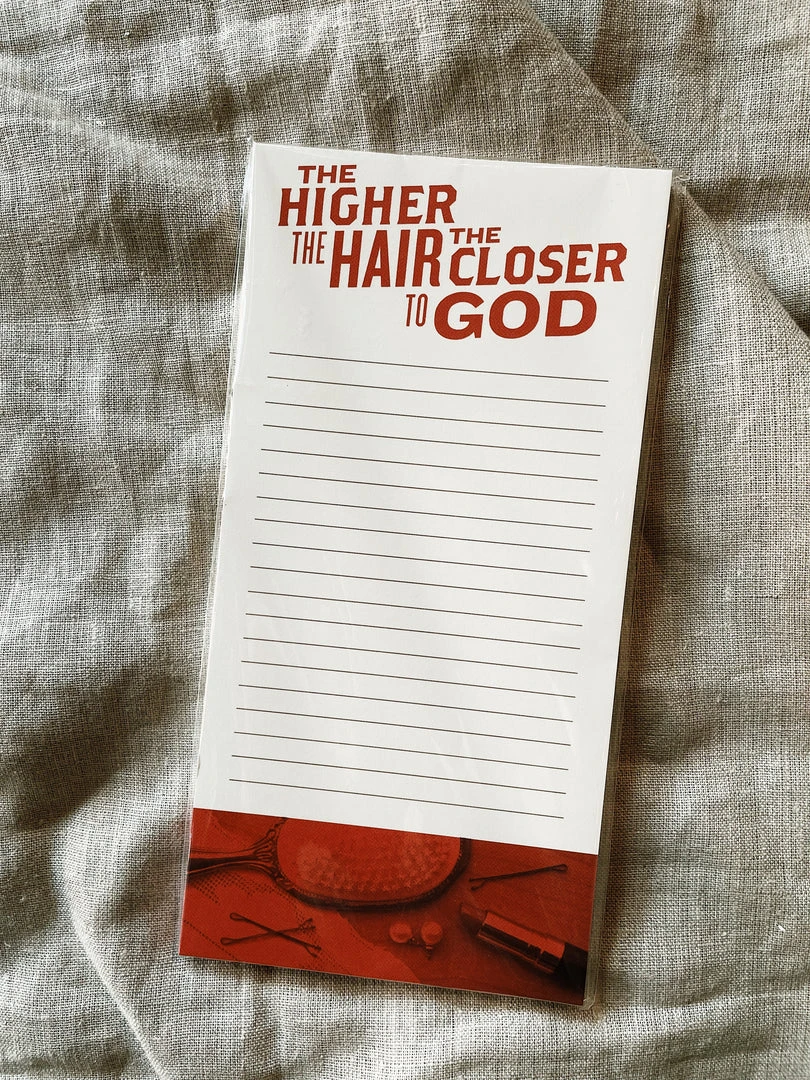 THE
HIGHER
THE HAIR THE
CLOSER
TO GOD